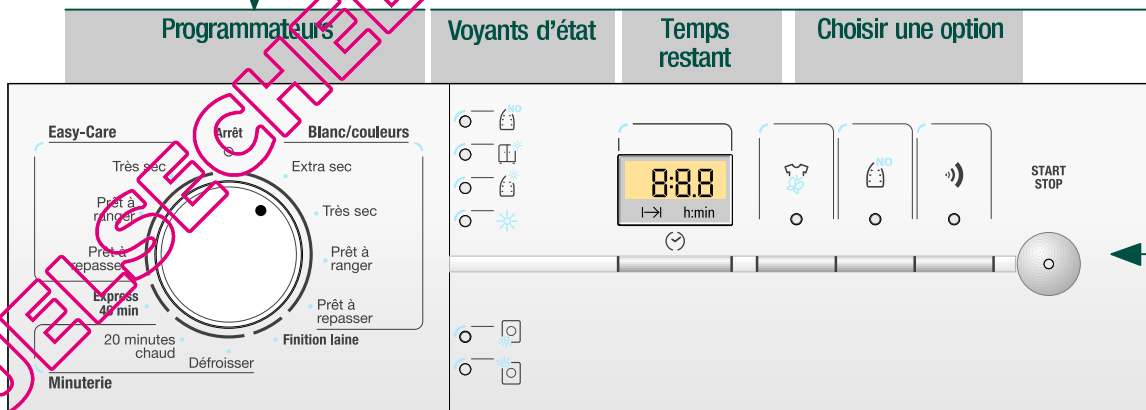 Programmateurs
Voyants d'état
Temps
restant
Choisir une option
Easy-Care
Arrêt
Blanc/couleurs
Très sec
Extra sec
Prêt à
ranger
Très sec
Prêt à
repasser
Prêt à
ranger
Express
40 min
Prêt à
repasser
20 minutes
chaud
Défroisser
Finition laine
Minuterie
NO
8:8.8
h:min
NO
START
STOP